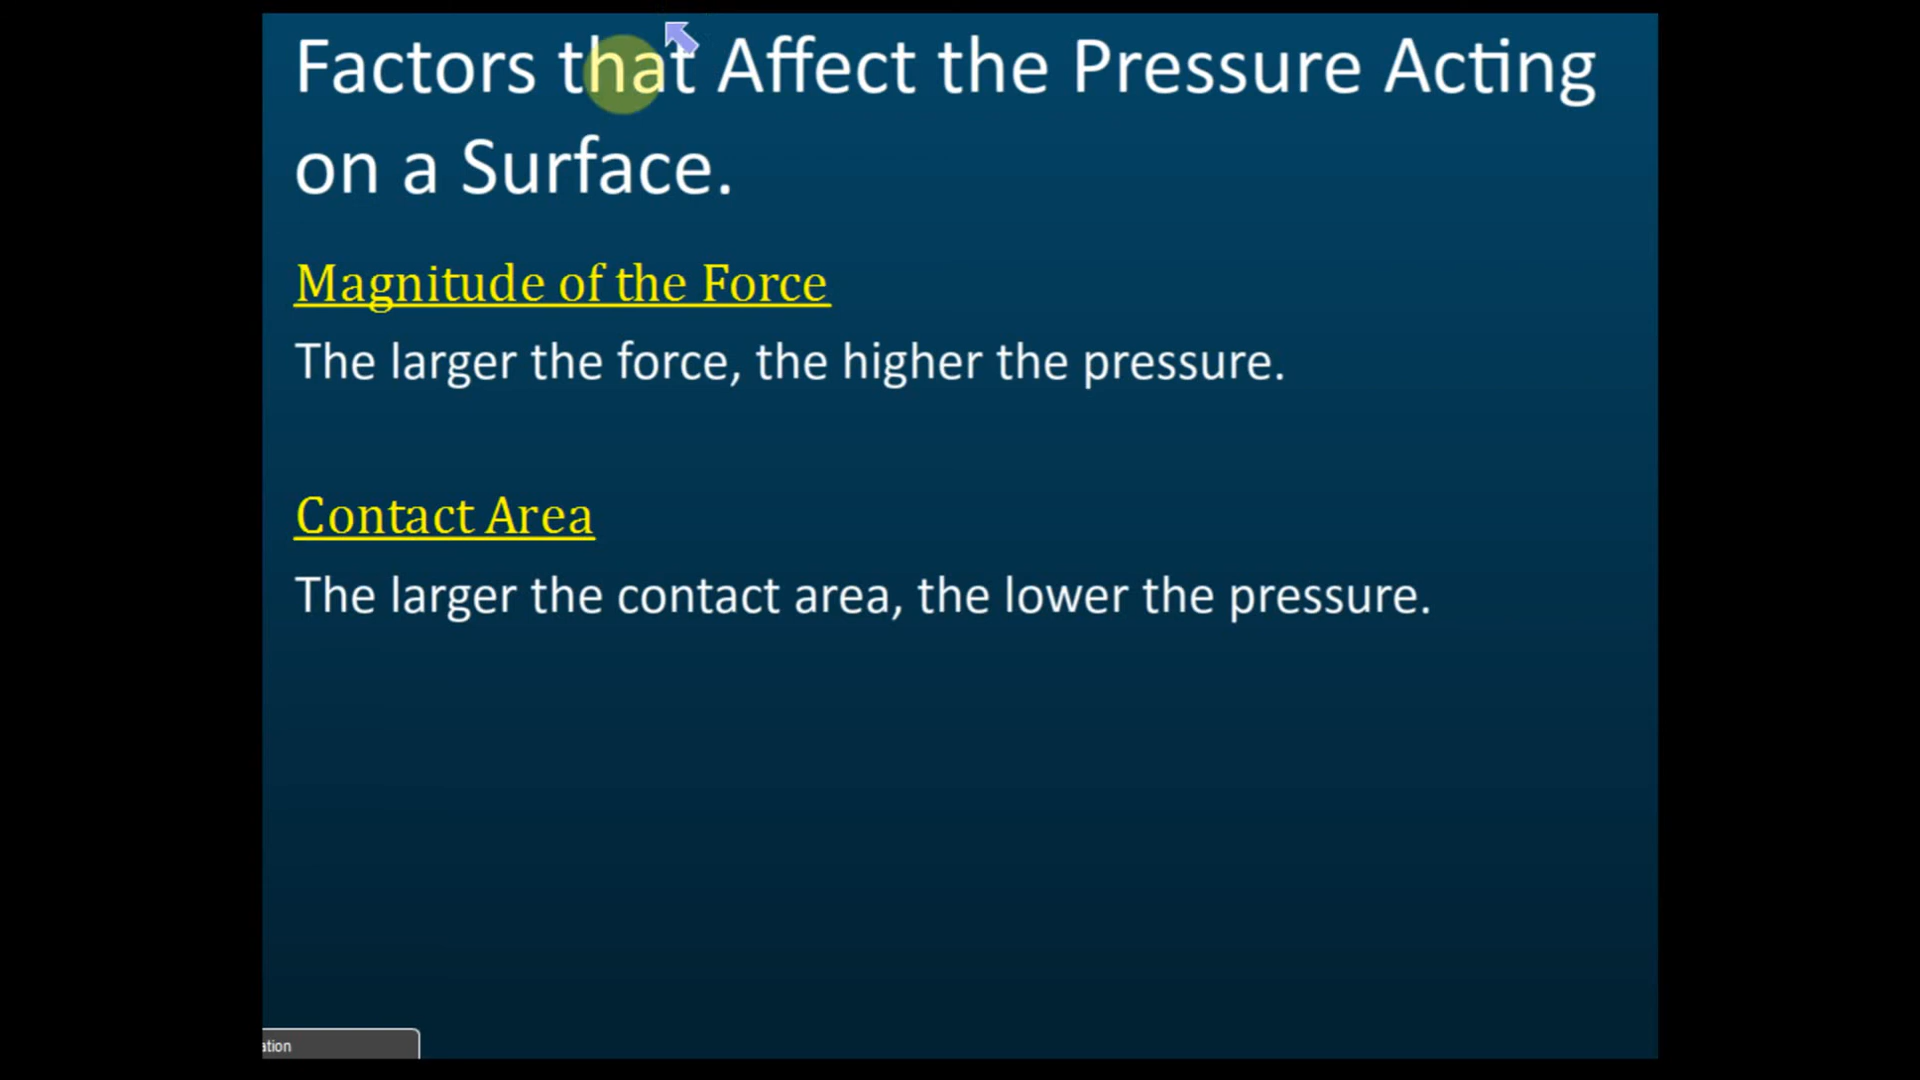 Factors that Affect the Pressure Acting
on a Surface.
Magnitude of the Force
The larger the force, the higher the pressure.
Contact Area
The larger the contact area, the lower the pressure.
ation